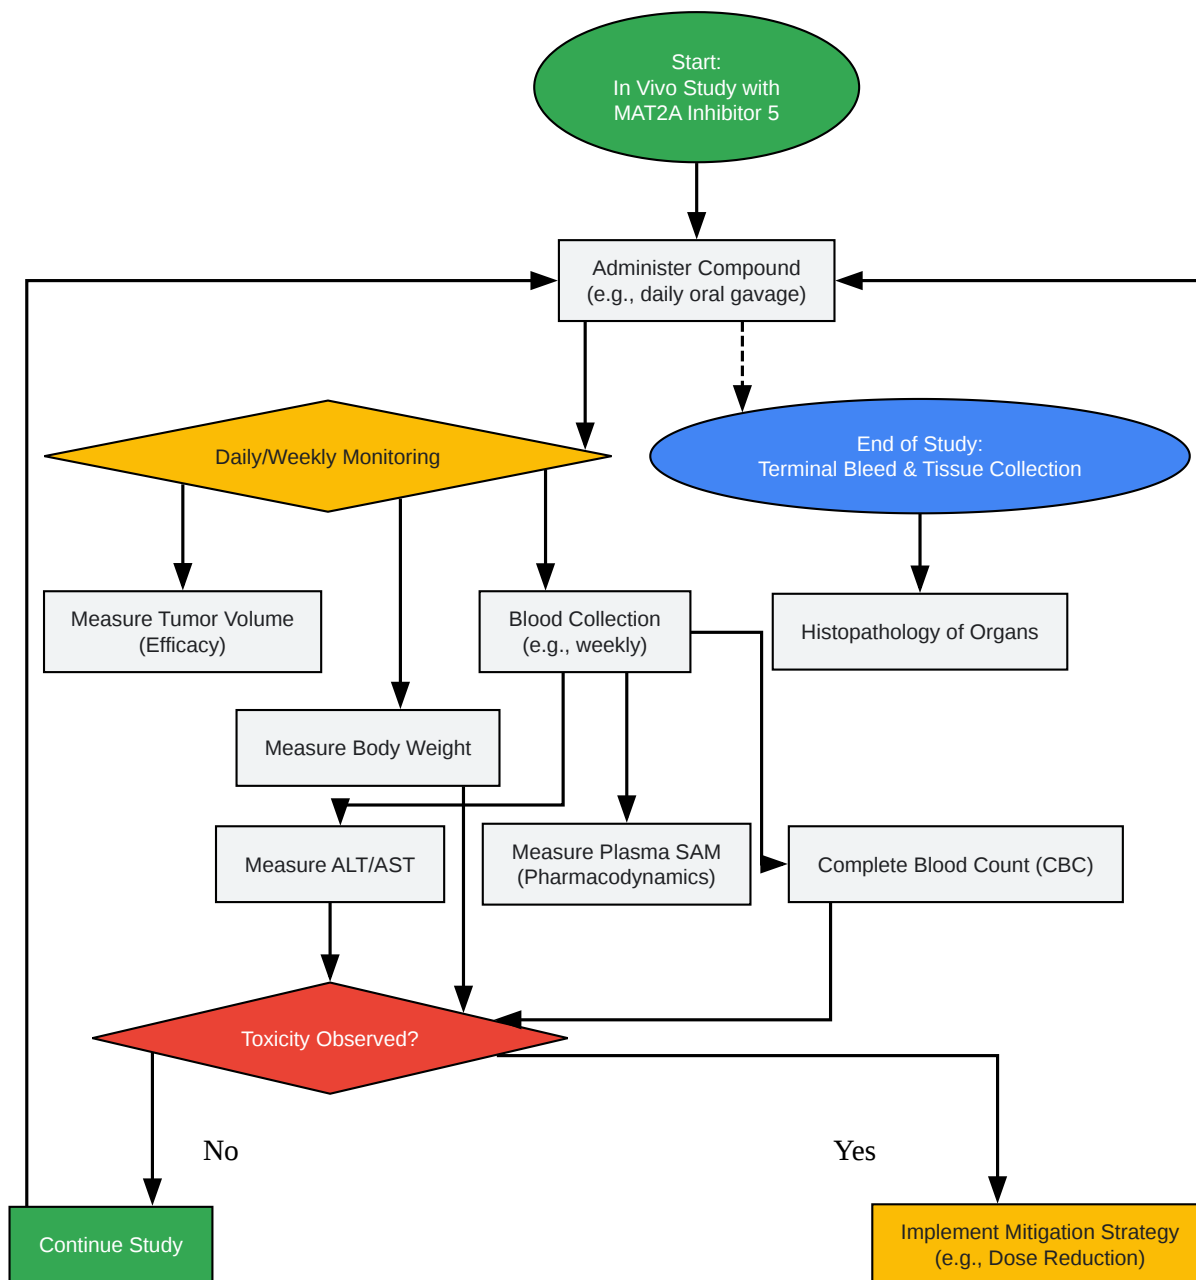 Start:
In Vivo Study with
MAT2A Inhibitor 5
Administer Compound
(e.g., daily oral gavage)
Daily/Weekly Monitoring
End of Study:
Terminal Bleed & Tissue Collection
Measure Tumor Volume
(Efficacy)
Blood Collection
(e.g., weekly)
Histopathology of Organs
Measure Body Weight
Measure ALT/AST
Measure Plasma SAM
(Pharmacodynamics)
Complete Blood Count (CBC)
Toxicity Observed?
No
Yes
Continue Study
Implement Mitigation Strategy
(e.g., Dose Reduction)